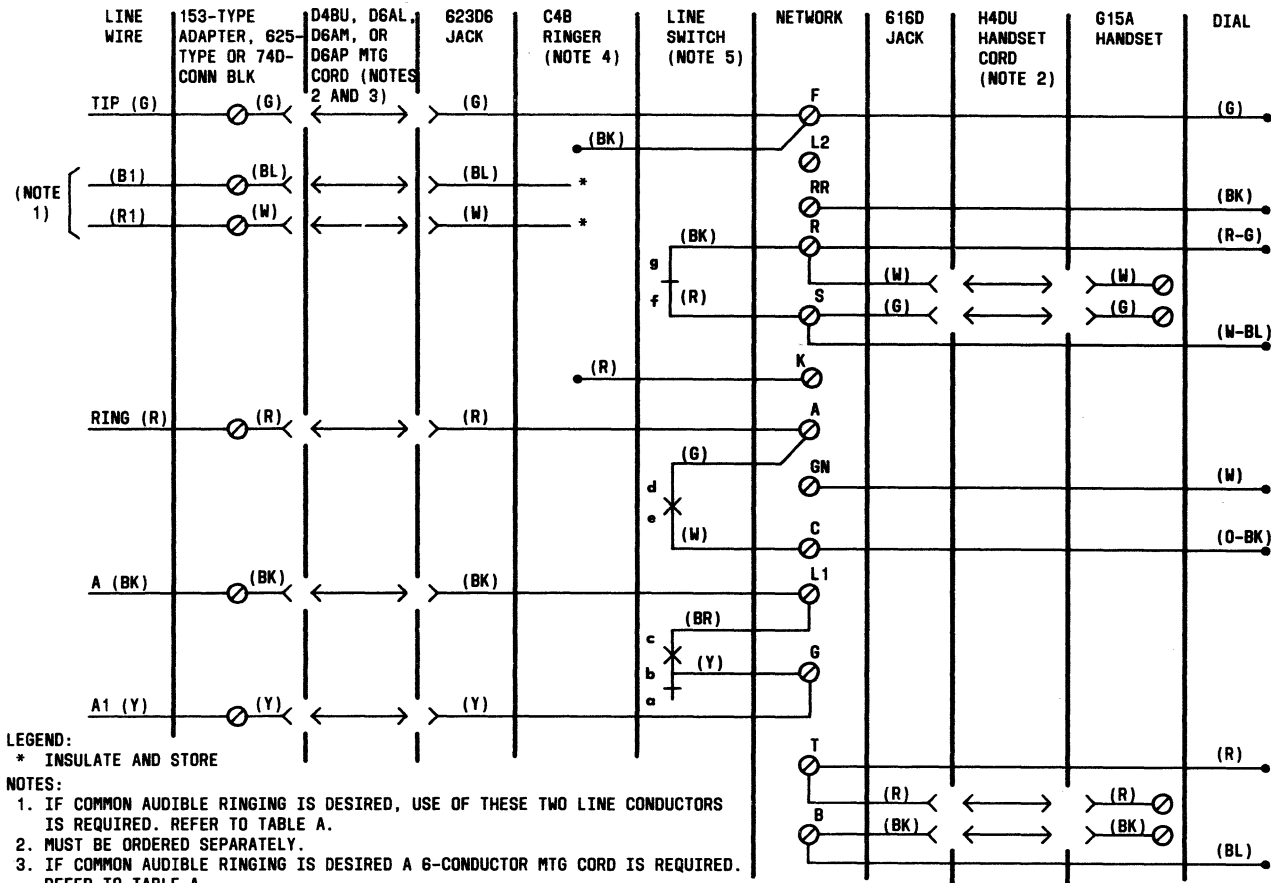 LINE WIRE
153-TYPE ADAPTER, 625-TYPE OR 74D-CONN BLK
D4BU, D6AL, D6AM, OR D6AP MTG CORD (NOTES 2 AND 3)
623D6 JACK
C4B RINGER (NOTE 4)
LINE SWITCH (NOTE 5)
NETWORK
616D JACK
H4DU HANDSET CORD (NOTE 2)
G15A HANDSET
DIAL
TIP (G) (G) (G) F (G)
(BK)
L2
(NOTE 1)
(B1) (BL) (BL) *
RR (BK)
(R1) (W) (W) *
R (R-G)
(BK)
g
(W) (W)
f (R) S
(G) (G)
(W-BL)
(R) K
RING (R) (R) (R) A
(G)
GN (W)
d
e
(W) C (O-BK)
A (BK) (BK) (BK) L1
(BR)
c
G
b (Y)
a
A1 (Y) (Y) (Y)
LEGEND:
* INSULATE AND STORE
T (R)
(R) (R)
B
(BK) (BK)
(BL)
NOTES:
1. IF COMMON AUDIBLE RINGING IS DESIRED, USE OF THESE TWO LINE CONDUCTORS
IS REQUIRED. REFER TO TABLE A.
2. MUST BE ORDERED SEPARATELY.
3. IF COMMON AUDIBLE RINGING IS DESIRED A 6-CONDUCTOR MTG CORD IS REQUIRED.
REFER TO TABLE A